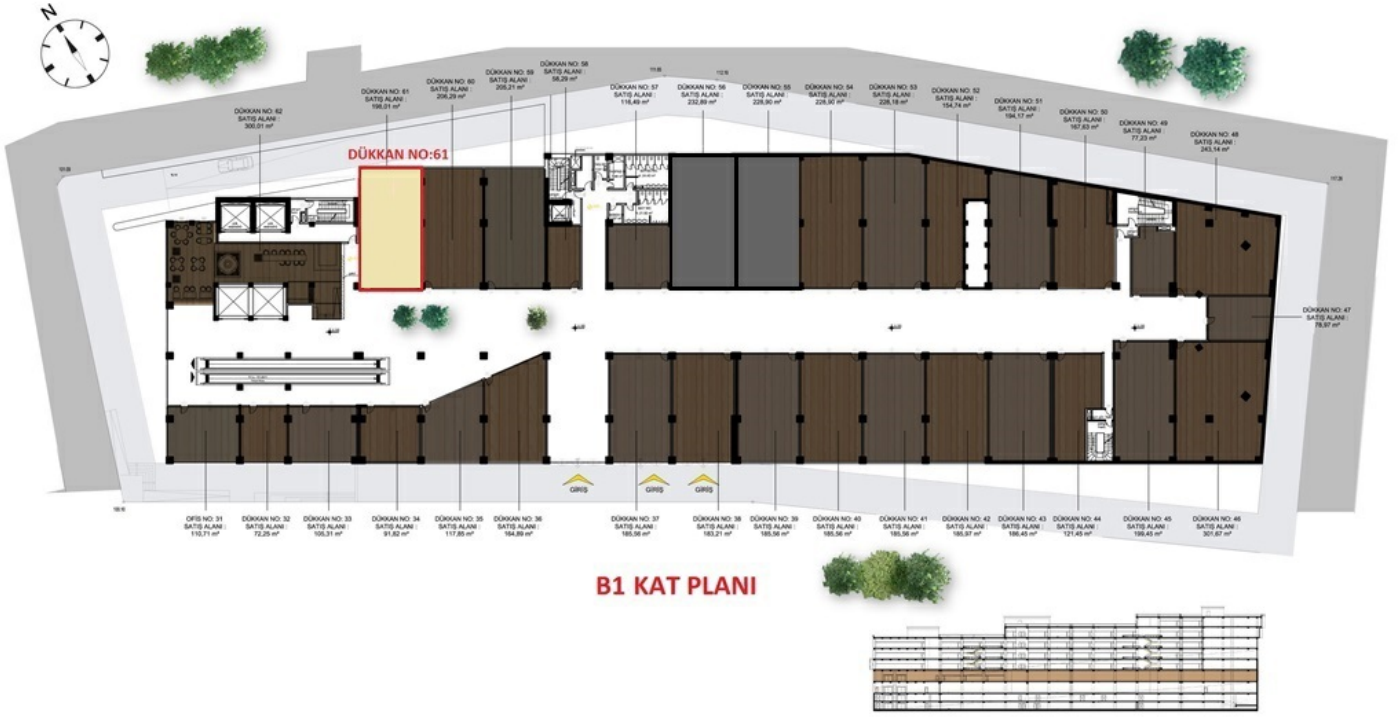 N
DÜKKAN NO: 62
SATIŞ ALANI :
300,01 m²
DÜKKAN NO: 61
SATIŞ ALANI :
198,01 m²
DÜKKAN NO: 60
SATIŞ ALANI :
206,29 m²
DÜKKAN NO: 59
SATIŞ ALANI :
205,21 m²
DÜKKAN NO: 58
SATIŞ ALANI :
58,29 m²
DÜKKAN NO: 57
SATIŞ ALANI :
116,49 m²
DÜKKAN NO: 56
SATIŞ ALANI :
232,89 m²
DÜKKAN NO: 55
SATIŞ ALANI :
228,90 m²
DÜKKAN NO: 54
SATIŞ ALANI :
228,90 m²
DÜKKAN NO: 53
SATIŞ ALANI :
228,18 m²
DÜKKAN NO: 52
SATIŞ ALANI :
154,74 m²
DÜKKAN NO: 51
SATIŞ ALANI :
194,17 m²
DÜKKAN NO: 50
SATIŞ ALANI :
167,63 m²
DÜKKAN NO: 49
SATIŞ ALANI :
77,23 m²
DÜKKAN NO: 48
SATIŞ ALANI :
243,14 m²
DÜKKAN NO:61
DÜKKAN NO: 47
SATIŞ ALANI :
78,97 m²
GİRİŞ
GİRİŞ
GİRİŞ
OFİS NO: 31
SATIŞ ALANI :
110,71 m²
DÜKKAN NO: 32
SATIŞ ALANI :
72,25 m²
DÜKKAN NO: 33
SATIŞ ALANI :
105,31 m²
DÜKKAN NO: 34
SATIŞ ALANI :
91,82 m²
DÜKKAN NO: 35
SATIŞ ALANI :
117,85 m²
DÜKKAN NO: 36
SATIŞ ALANI :
164,89 m²
DÜKKAN NO: 37
SATIŞ ALANI :
185,56 m²
DÜKKAN NO: 38
SATIŞ ALANI :
183,21 m²
DÜKKAN NO: 39
SATIŞ ALANI :
185,56 m²
DÜKKAN NO: 40
SATIŞ ALANI :
185,56 m²
DÜKKAN NO: 41
SATIŞ ALANI :
185,56 m²
DÜKKAN NO: 42
SATIŞ ALANI :
185,97 m²
DÜKKAN NO: 43
SATIŞ ALANI :
186,45 m²
DÜKKAN NO: 44
SATIŞ ALANI :
121,45 m²
DÜKKAN NO: 45
SATIŞ ALANI :
199,45 m²
DÜKKAN NO: 46
SATIŞ ALANI :
301,67 m²
B1 KAT PLANI